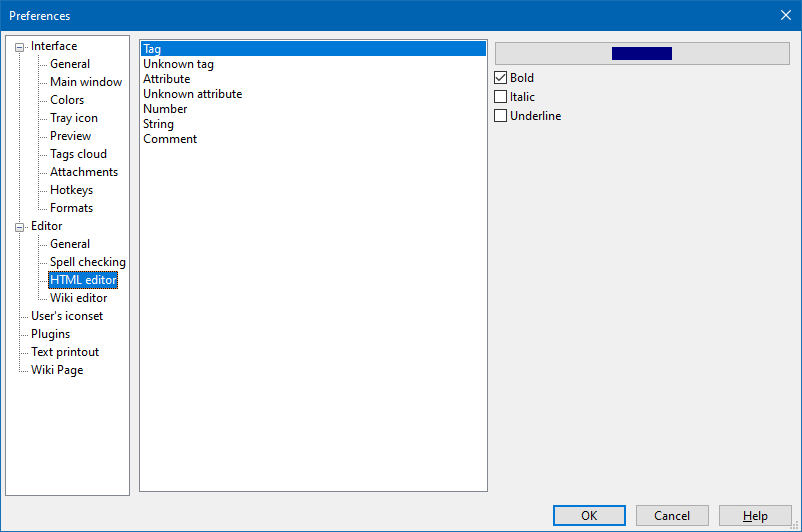 Preferences
Interface
General
Main window
Colors
Tray icon
Preview
Tags cloud
Attachments
Hotkeys
Formats
Editor
General
Spell checking
HTML editor
Wiki editor
User's iconset
Plugins
Text printout
Wiki Page
Tag
Unknown tag
Attribute
Unknown attribute
Number
String
Comment
Bold
Italic
Underline
OK
Cancel
Help